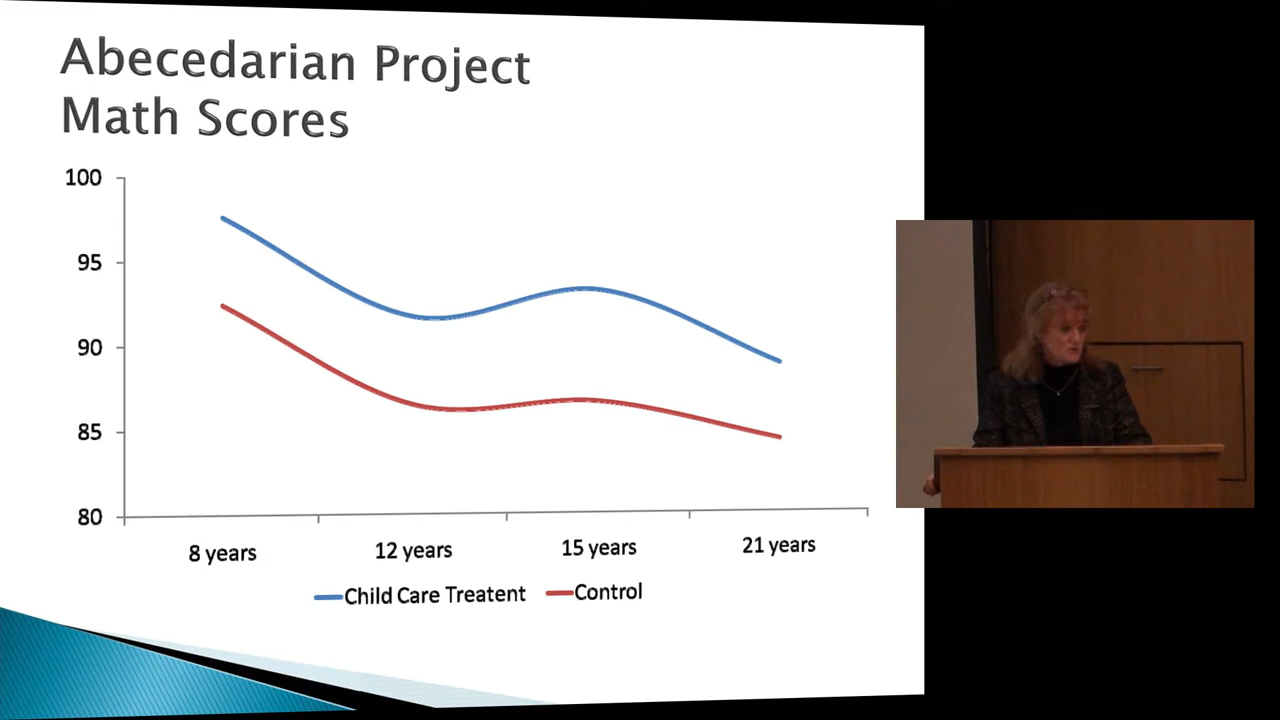 Abecedarian Project
Math Scores
100
95
90
85
80
8 years 12 years 15 years 21 years
Child Care Treatent Control